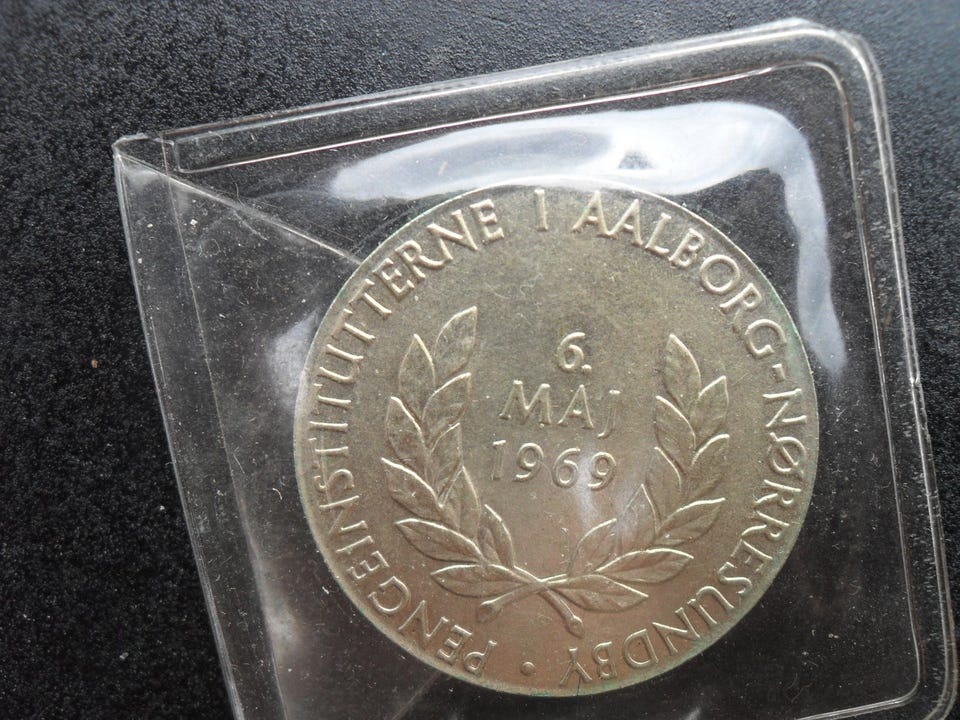 PENGEINSTITUTTERNE I AALBORG-NØRRESUNDBY •
6.
MAJ
1969